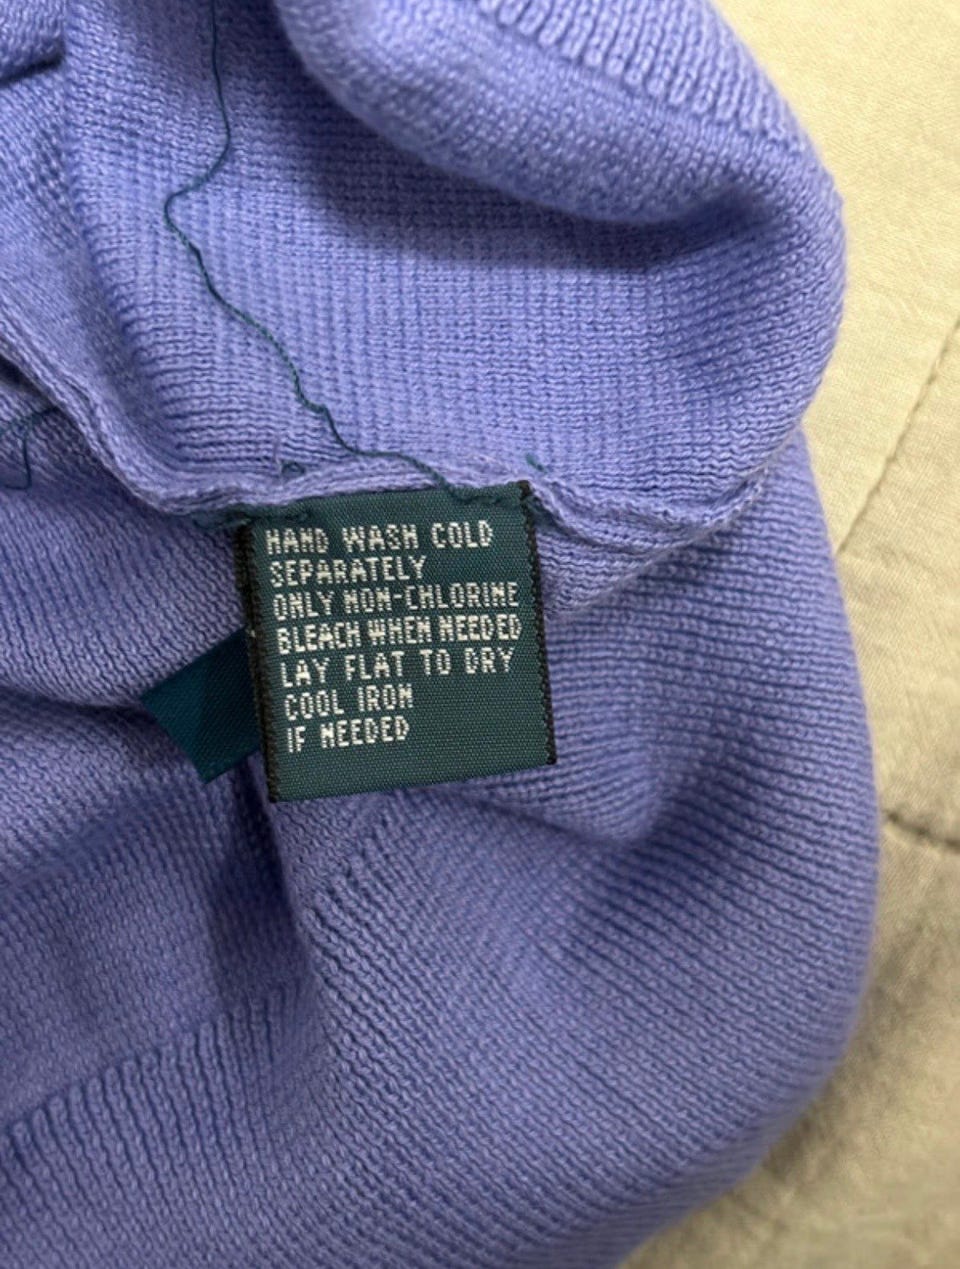 HAND WASH COLD
SEPARATELY
ONLY NON-CHLORINE
BLEACH WHEN NEEDED
LAY FLAT TO DRY
COOL IRON
IF NEEDED